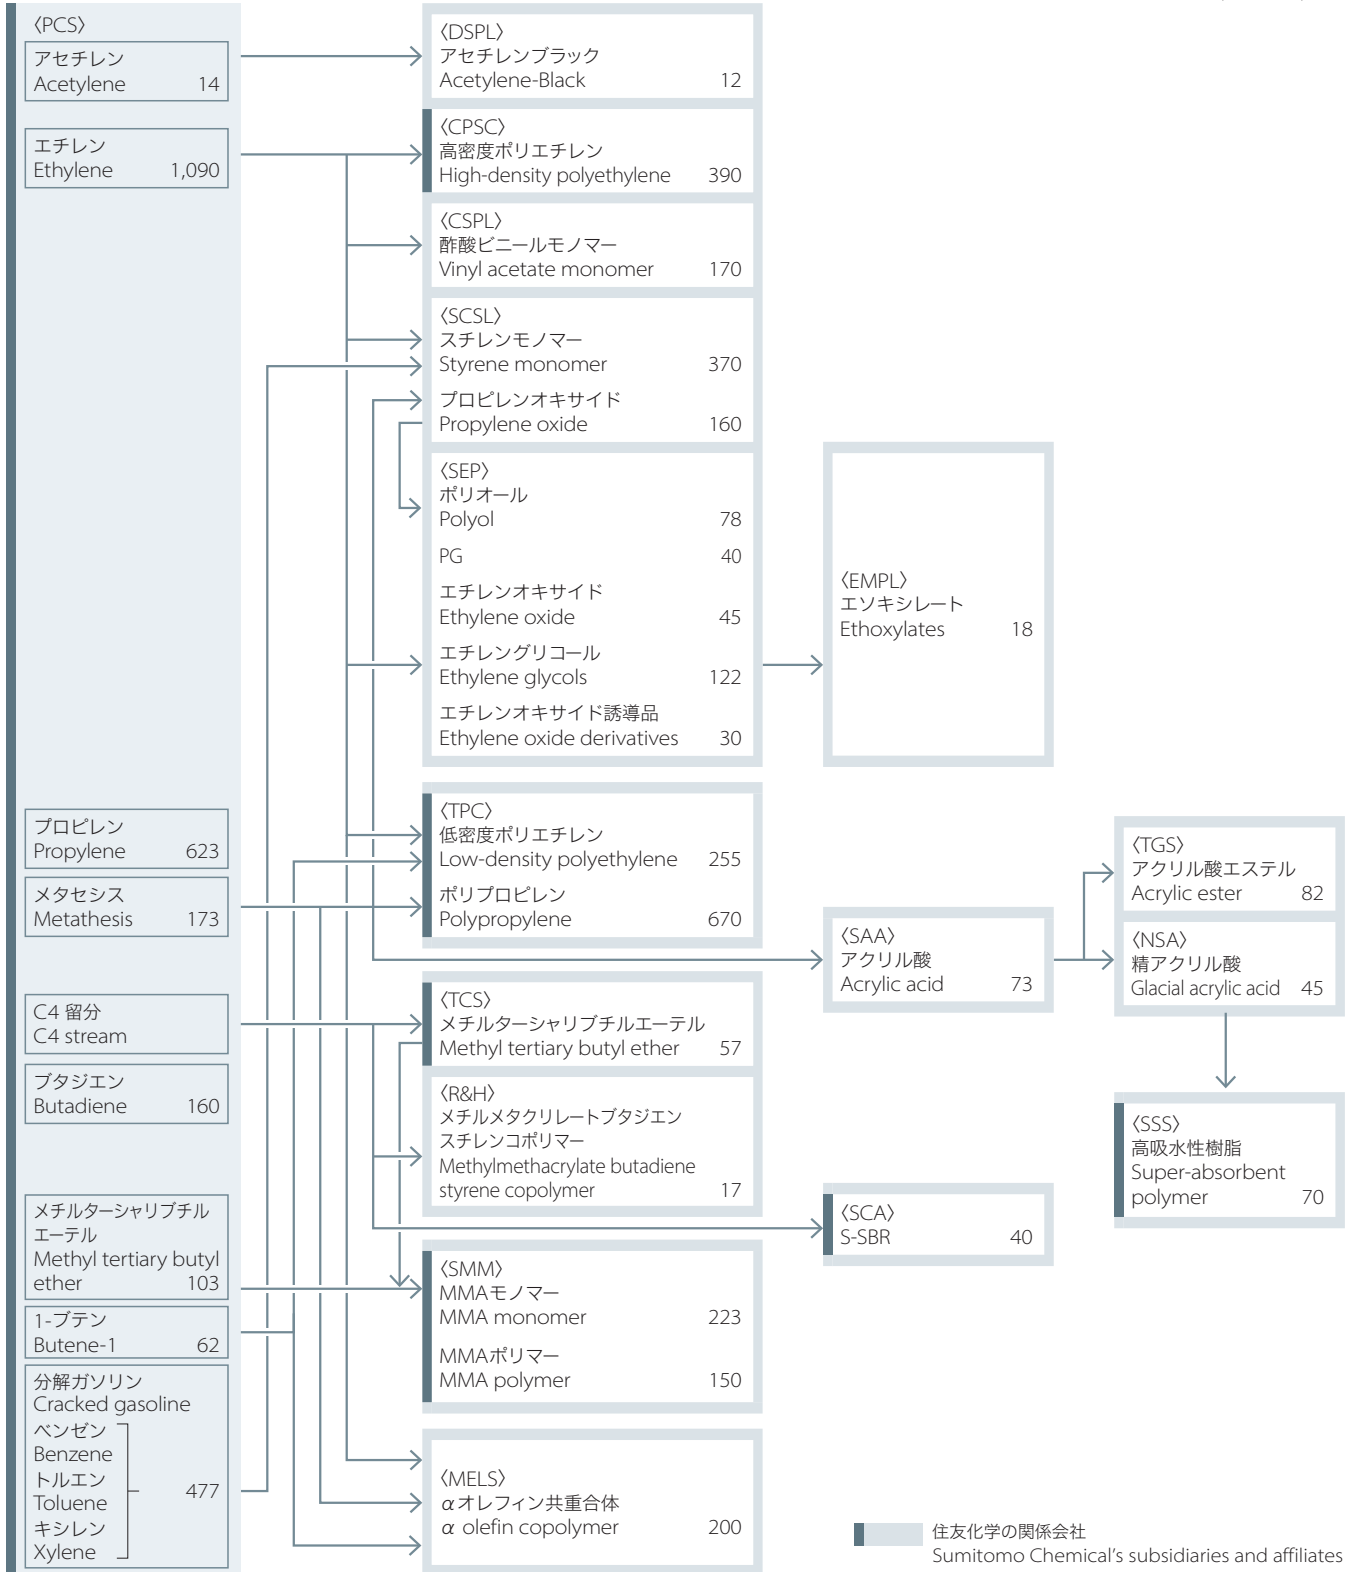 〈PCS〉
アセチレン
Acetylene 14
エチレン
Ethylene 1,090
プロピレン
Propylene 623
メタセシス
Metathesis 173
C4 留分
C4 stream
ブタジエン
Butadiene 160
メチルターシャリブチル
エーテル
Methyl tertiary butyl
ether 103
1-ブテン
Butene-1 62
分解ガソリン
Cracked gasoline
ベンゼン
Benzene
トルエン
Toluene
477
キシレン
Xylene
〈DSPL〉
アセチレンブラック
Acetylene-Black 12
〈CPSC〉
高密度ポリエチレン
High-density polyethylene 390
〈CSPL〉
酢酸ビニールモノマー
Vinyl acetate monomer 170
〈SCSL〉
スチレンモノマー
Styrene monomer 370
プロピレンオキサイド
Propylene oxide 160
〈SEP〉
ポリオール
Polyol 78
PG 40
エチレンオキサイド
Ethylene oxide 45
エチレングリコール
Ethylene glycols 122
エチレンオキサイド誘導品
Ethylene oxide derivatives 30
〈TPC〉
低密度ポリエチレン
Low-density polyethylene 255
ポリプロピレン
Polypropylene 670
〈TCS〉
メチルターシャリブチルエーテル
Methyl tertiary butyl ether 57
〈R&H〉
メチルメタクリレートブタジエン
スチレンコポリマー
Methylmethacrylate butadiene
styrene copolymer 17
〈SMM〉
MMAモノマー
MMA monomer 223
MMAポリマー
MMA polymer 150
〈MELS〉
αオレフィン共重合体
α olefin copolymer 200
〈EMPL〉
エソキシレート
Ethoxylates 18
〈SAA〉
アクリル酸
Acrylic acid 73
〈SCA〉
S-SBR 40
〈TGS〉
アクリル酸エステル
Acrylic ester 82
〈NSA〉
精アクリル酸
Glacial acrylic acid 45
〈SSS〉
高吸水性樹脂
Super-absorbent
polymer 70
住友化学の関係会社
Sumitomo Chemical's subsidiaries and affiliates